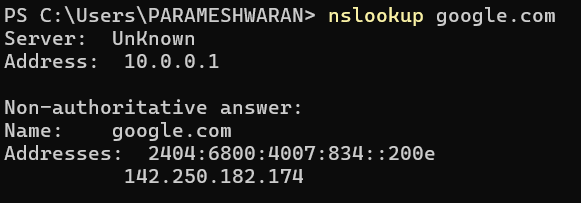 PS C:\Users\PARAMESHWARAN> nslookup google.com
Server:  UnKnown
Address:  10.0.0.1

Non-authoritative answer:
Name:    google.com
Addresses:  2404:6800:4007:834::200e
          142.250.182.174